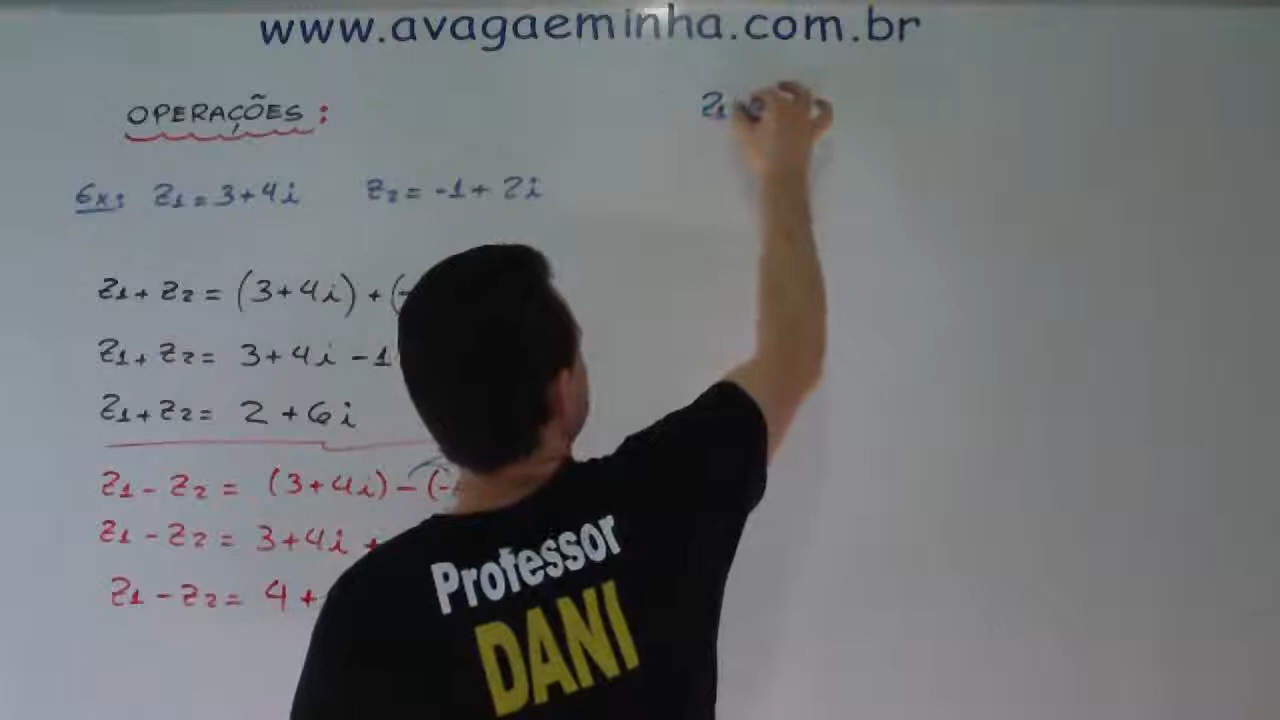 www.avagaeminha.com.br
OPERAÇÕES:
Ex: Z1 = 3+4i Z2 = -1 + 2i
Z1 + Z2 = (3+4i) + (-
Z1 + Z2 = 3+4i -1
Z1 + Z2 = 2 + 6i
Z1 - Z2 = (3+4i) - (-
Z1 - Z2 = 3+4i +
Z1 - Z2 = 4 +
Z1
Professor
DANI